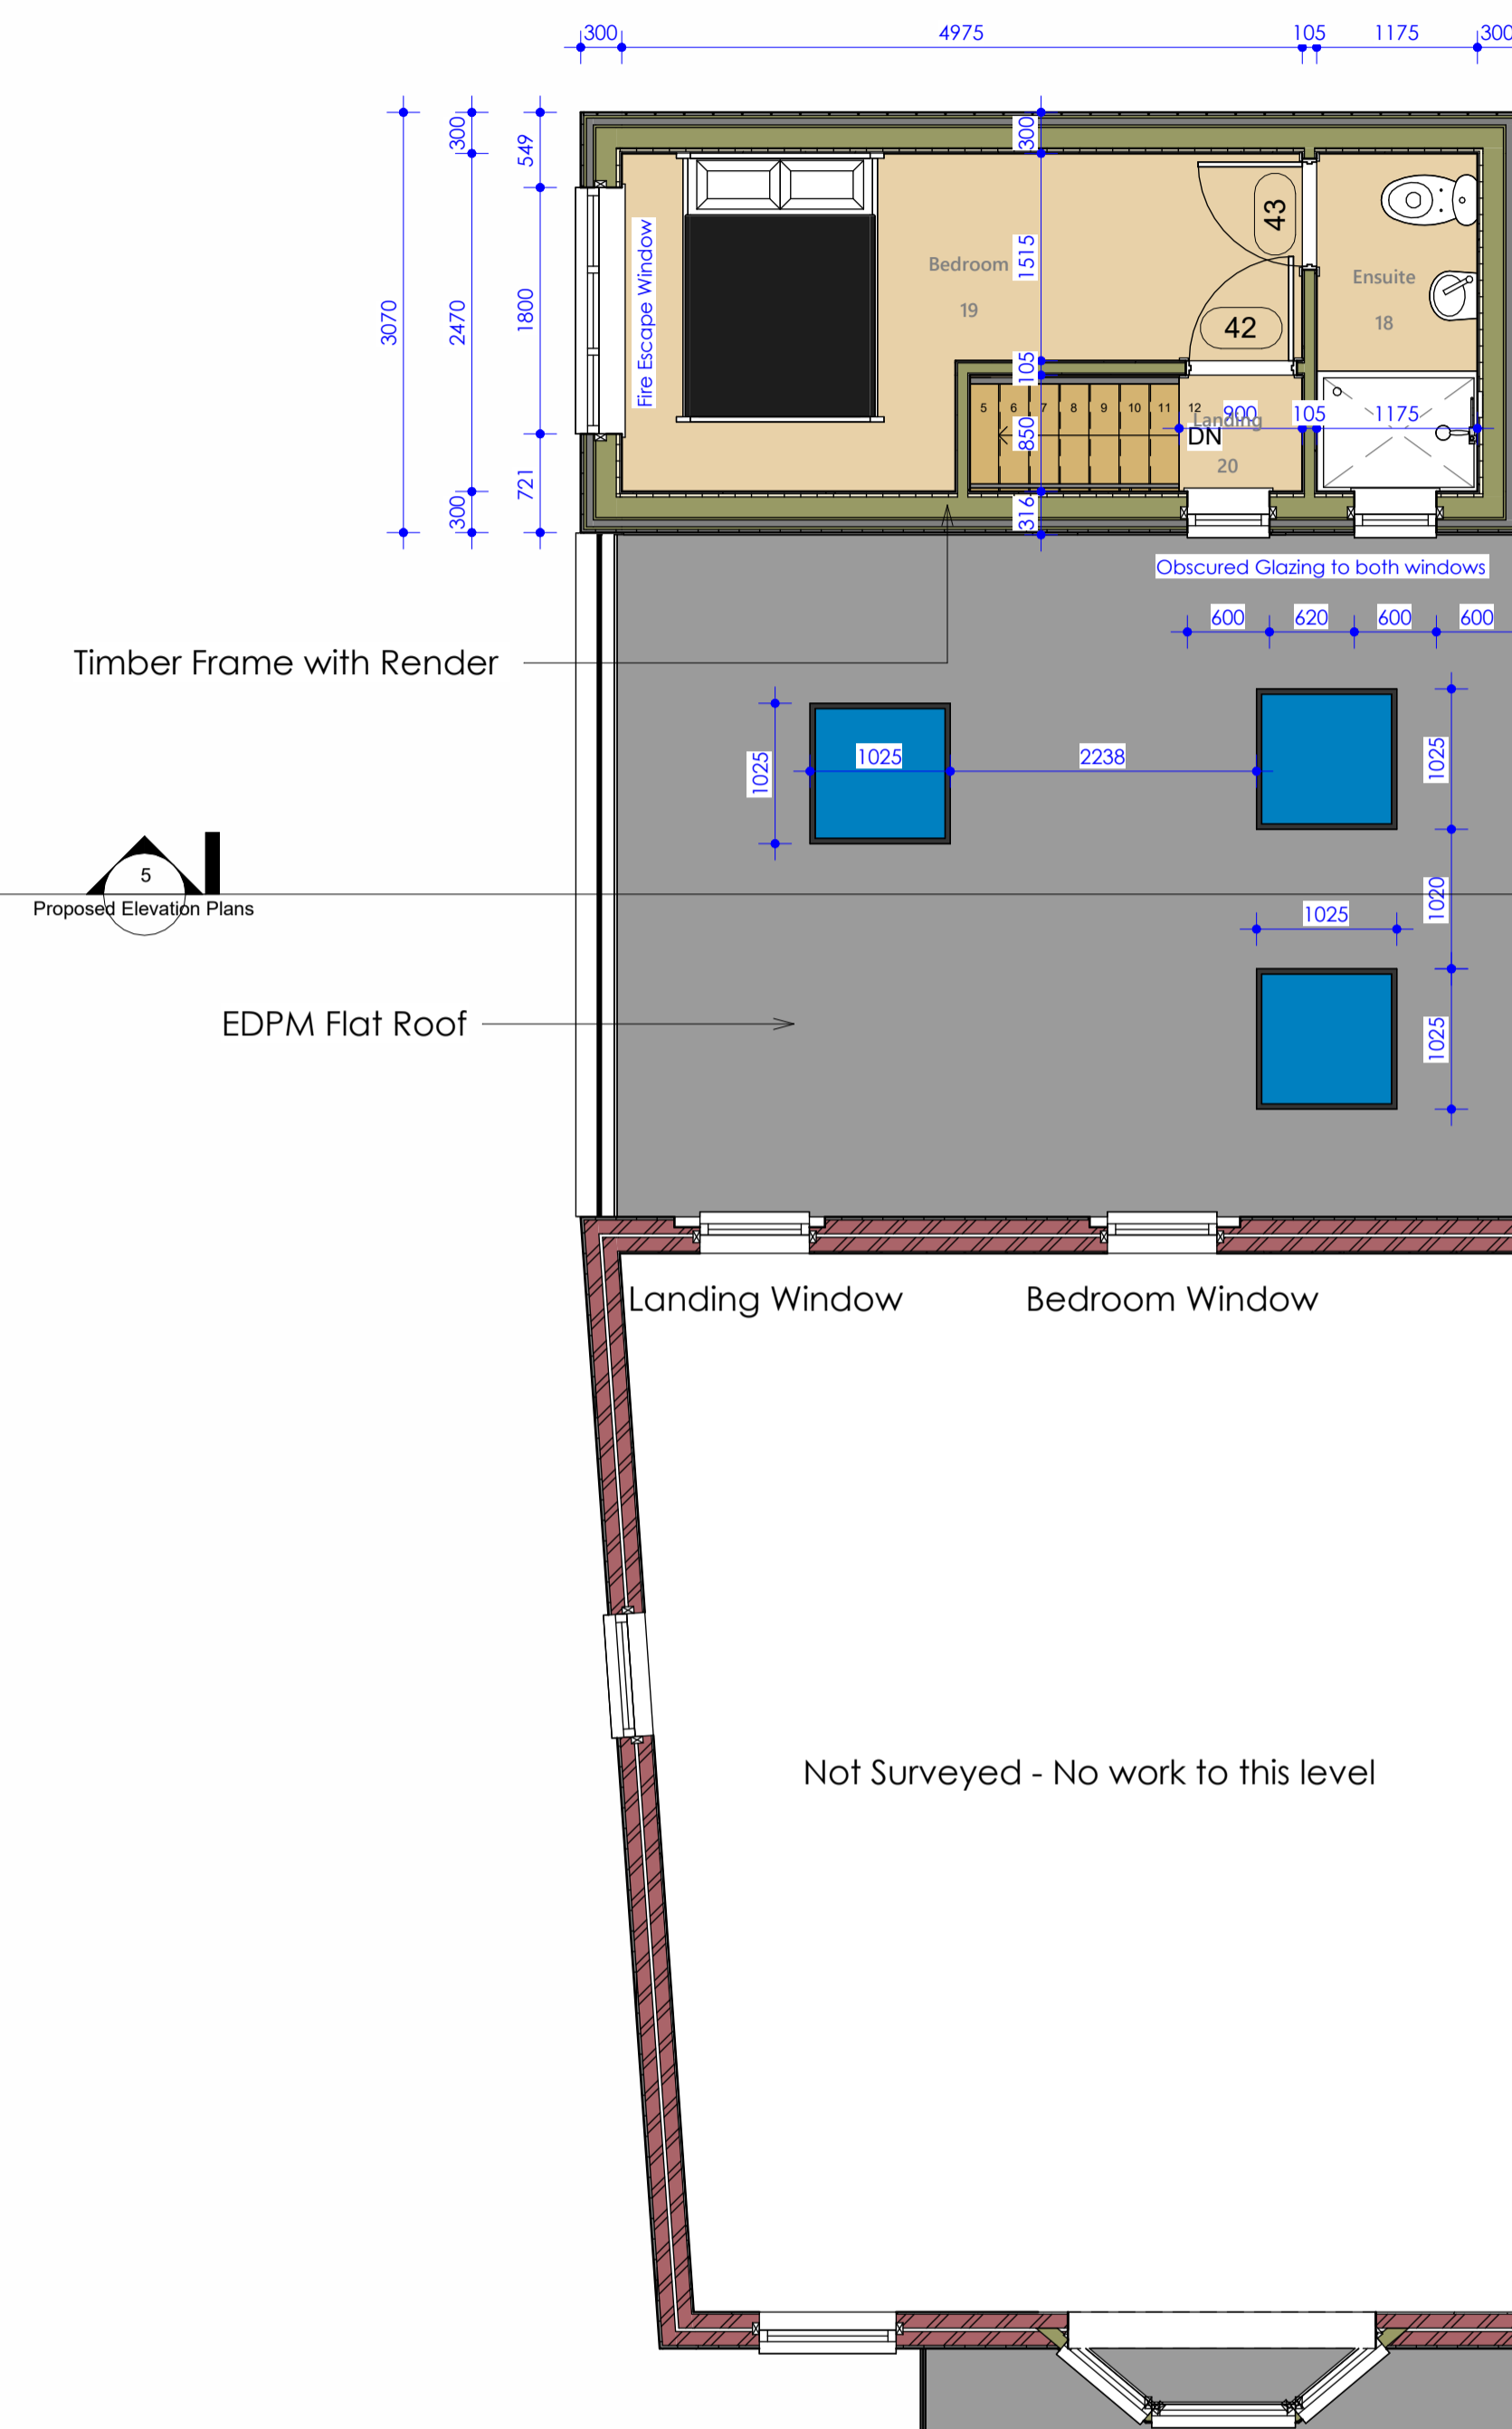 300 4975 105 1175 300
300
549
300
3070
2470
1800
721
300
Fire Escape Window
Bedroom
19
1515
43
42
Ensuite
18
105
5 6 7 8 9 10 11 12
850
Landing
900 105 1175
DN
20
316
Obscured Glazing to both windows
600 620 600 600
Timber Frame with Render
1025
1025
2238
1025
5
Proposed Elevation Plans
1020
1025
EDPM Flat Roof
1025
Landing Window
Bedroom Window
Not Surveyed - No work to this level